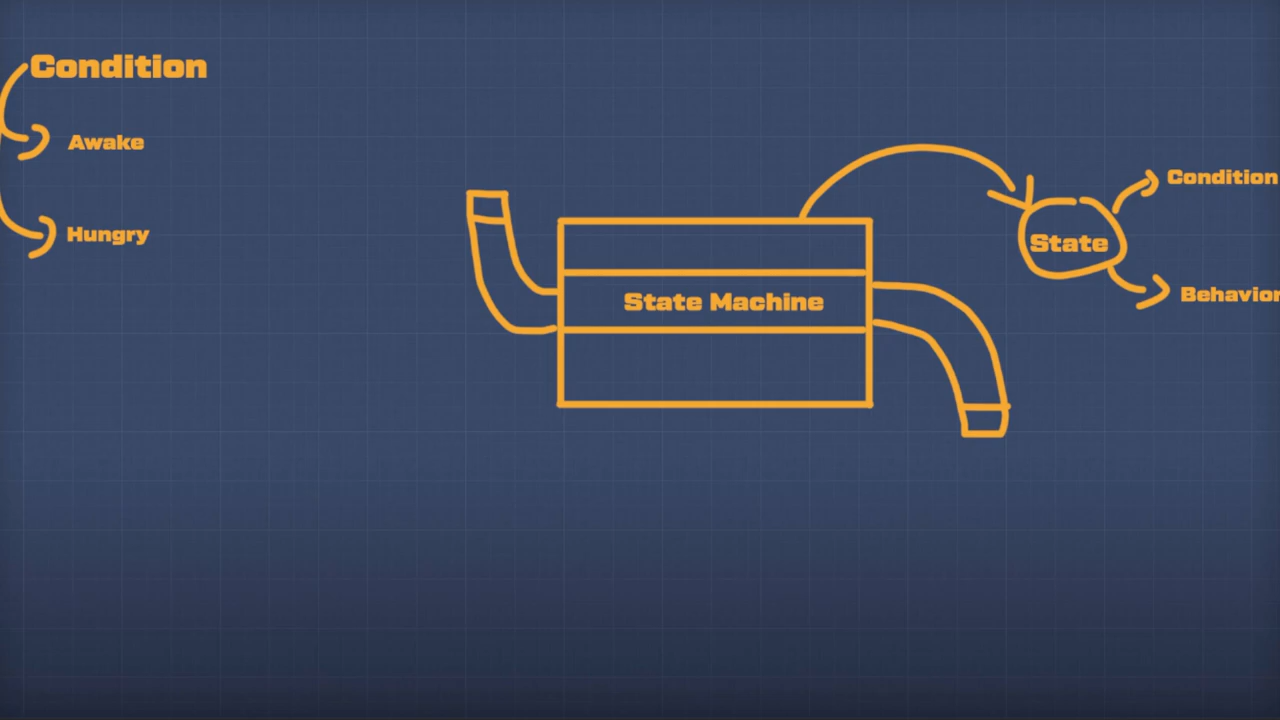 Condition
Awake
Hungry
State Machine
State
Condition
Behavior